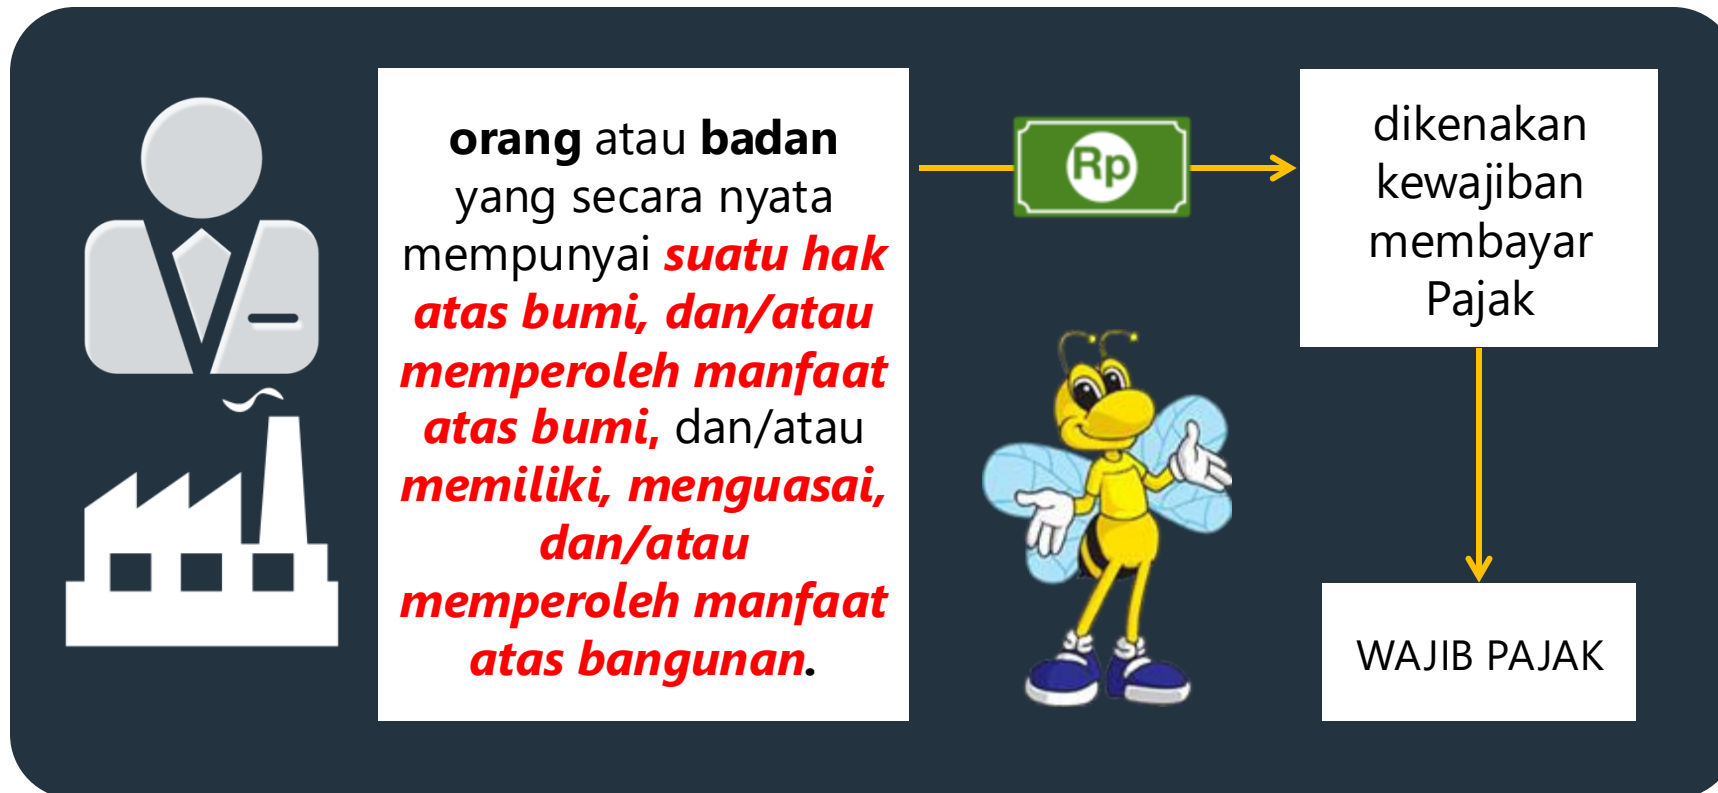 orang atau badan
yang secara nyata
mempunyai suatu hak
atas bumi, dan/atau
memperoleh manfaat
atas bumi, dan/atau
memiliki, menguasai,
dan/atau
memperoleh manfaat
atas bangunan.
Rp
dikenakan
kewajiban
membayar
Pajak
WAJIB PAJAK